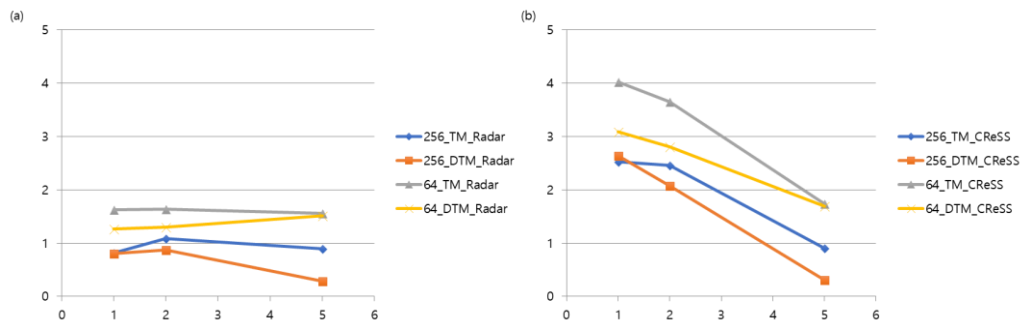 (a)
5
4
3
2
1
0
0 1 2 3 4 5 6
256_TM_Radar
256_DTM_Radar
64_TM_Radar
64_DTM_Radar
(b)
5
4
3
2
1
0
0 1 2 3 4 5 6
256_TM_CReSS
256_DTM_CReSS
64_TM_CReSS
64_DTM_CReSS